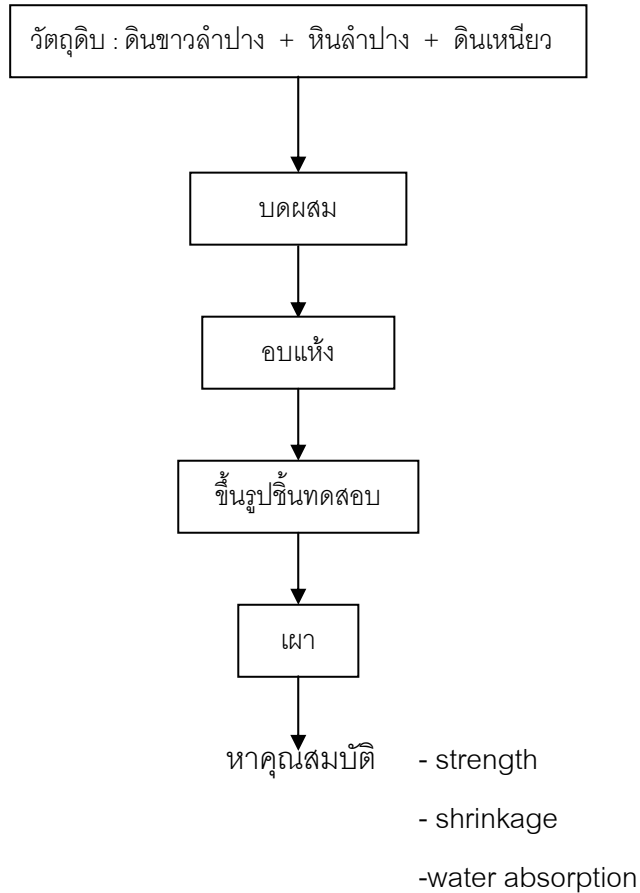 วัตถุดิบ : ดินขาวลำปาง + หินลำปาง + ดินเหนียว
บดผสม
อบแห้ง
ขึ้นรูปชิ้นทดสอบ
เผา
หาคุณสมบัติ - strength
- shrinkage
-water absorption